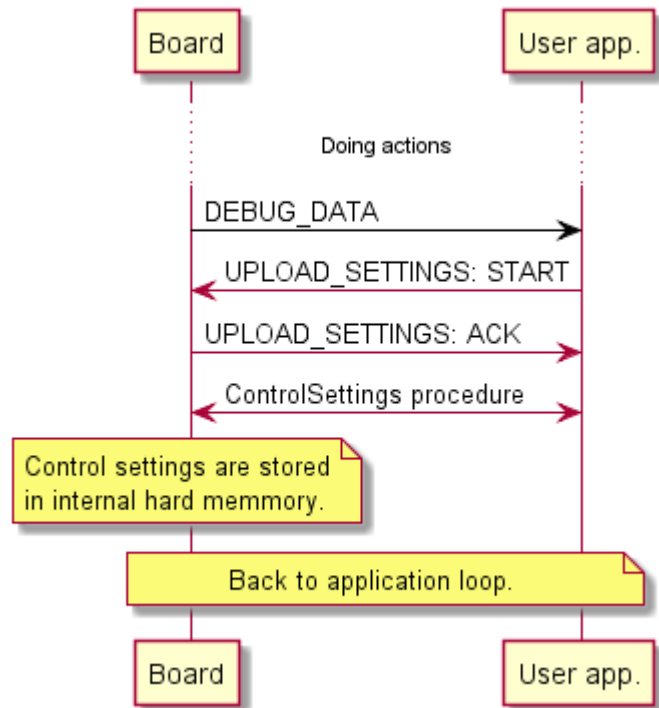 Board
User app.
Doing actions
DEBUG_DATA
UPLOAD_SETTINGS: START
UPLOAD_SETTINGS: ACK
ControlSettings procedure
Control settings are stored
in internal hard memmory.
Back to application loop.
Board
User app.